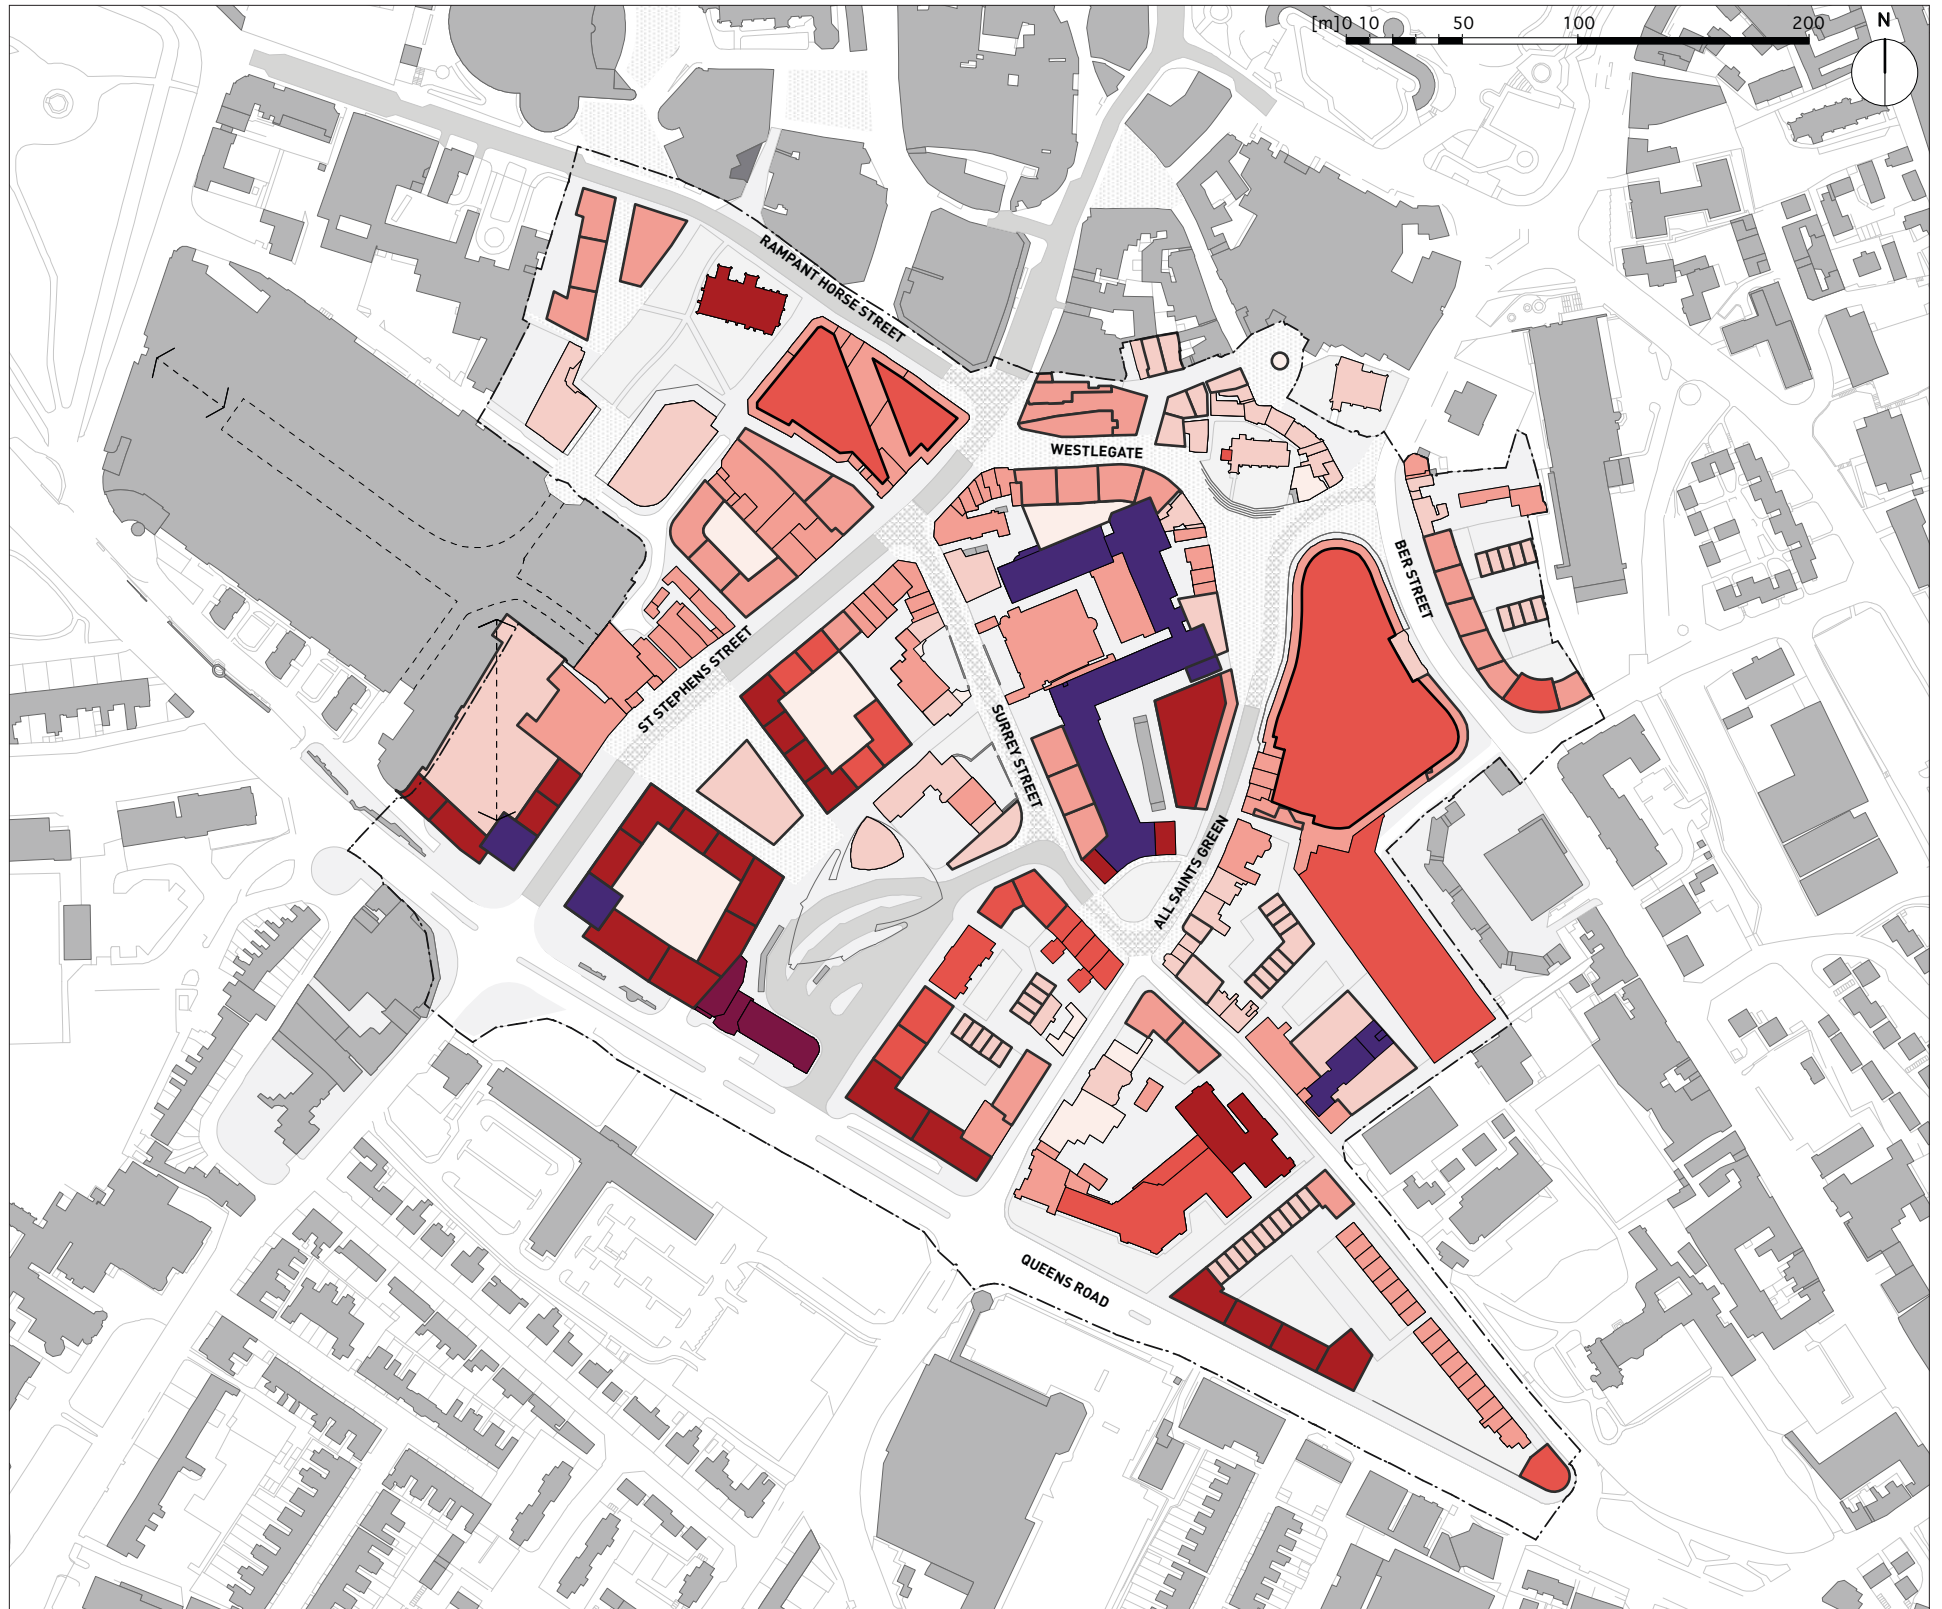 [m]0 10 50 100 200
N
RAMPANT HORSE STREET
WESTLEGATE
BER STREET
ST STEPHENS STREET
SURREY STREET
ALL SAINTS GREEN
QUEENS ROAD